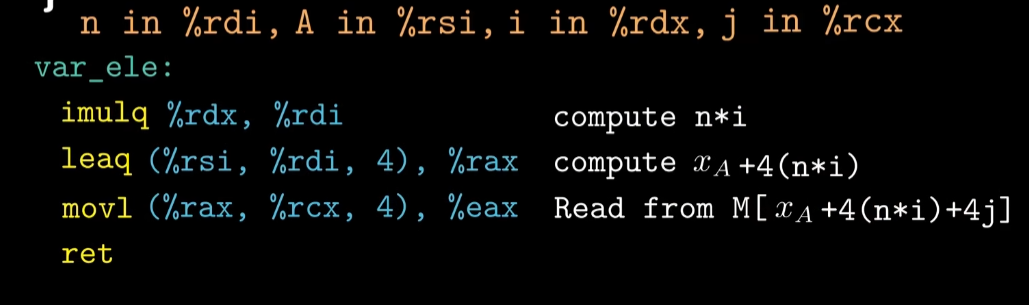 n in %rdi, A in %rsi, i in %rdx, j in %rcx
var_ele:
imulq %rdx, %rdi compute n*i
leaq (%rsi, %rdi, 4), %rax compute x_A+4(n*i)
movl (%rax, %rcx, 4), %eax Read from M[x_A+4(n*i)+4j]
ret